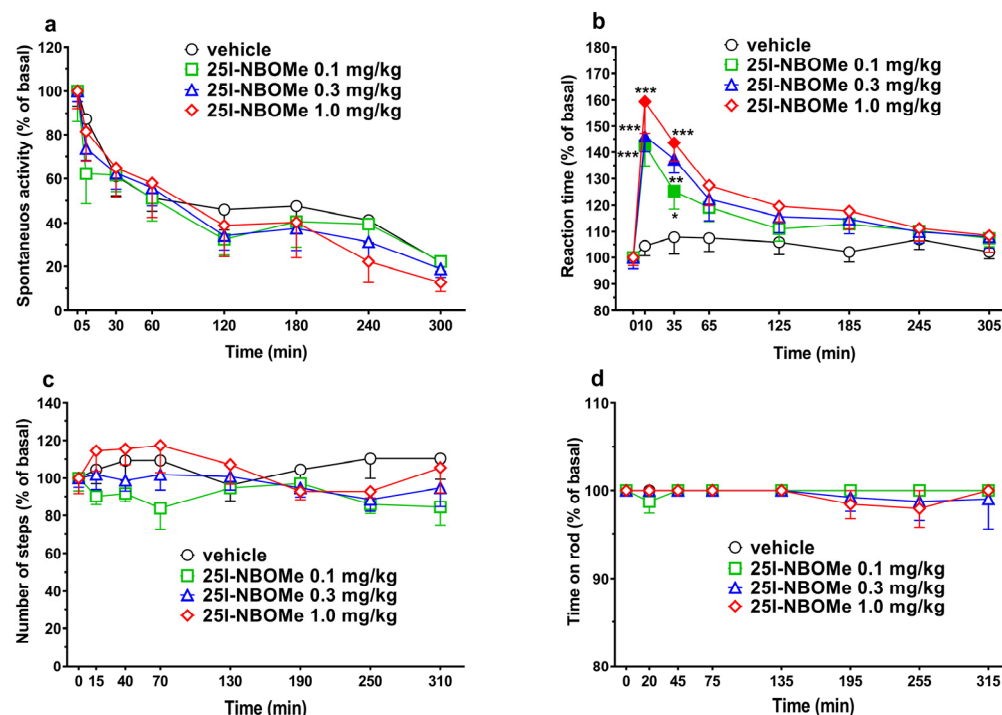 a
Spontaneuos activity (% of basal)
120
100
80
60
40
20
0
vehicle
25I-NBOMe 0.1 mg/kg
25I-NBOMe 0.3 mg/kg
25I-NBOMe 1.0 mg/kg
05 30 60 120 180 240 300
Time (min)
b
Reaction time (% of basal)
180
170
160
150
140
130
120
110
100
90
80
vehicle
25I-NBOMe 0.1 mg/kg
25I-NBOMe 0.3 mg/kg
25I-NBOMe 1.0 mg/kg
***
***
***
***
**
*
010 35 65 125 185 245 305
Time (min)
c
Number of steps (% of basal)
140
120
100
80
60
40
20
0
vehicle
25I-NBOMe 0.1 mg/kg
25I-NBOMe 0.3 mg/kg
25I-NBOMe 1.0 mg/kg
0 15 40 70 130 190 250 310
Time (min)
d
Time on rod (% of basal)
110
100
90
80
vehicle
25I-NBOMe 0.1 mg/kg
25I-NBOMe 0.3 mg/kg
25I-NBOMe 1.0 mg/kg
0 20 45 75 135 195 255 315
Time (min)